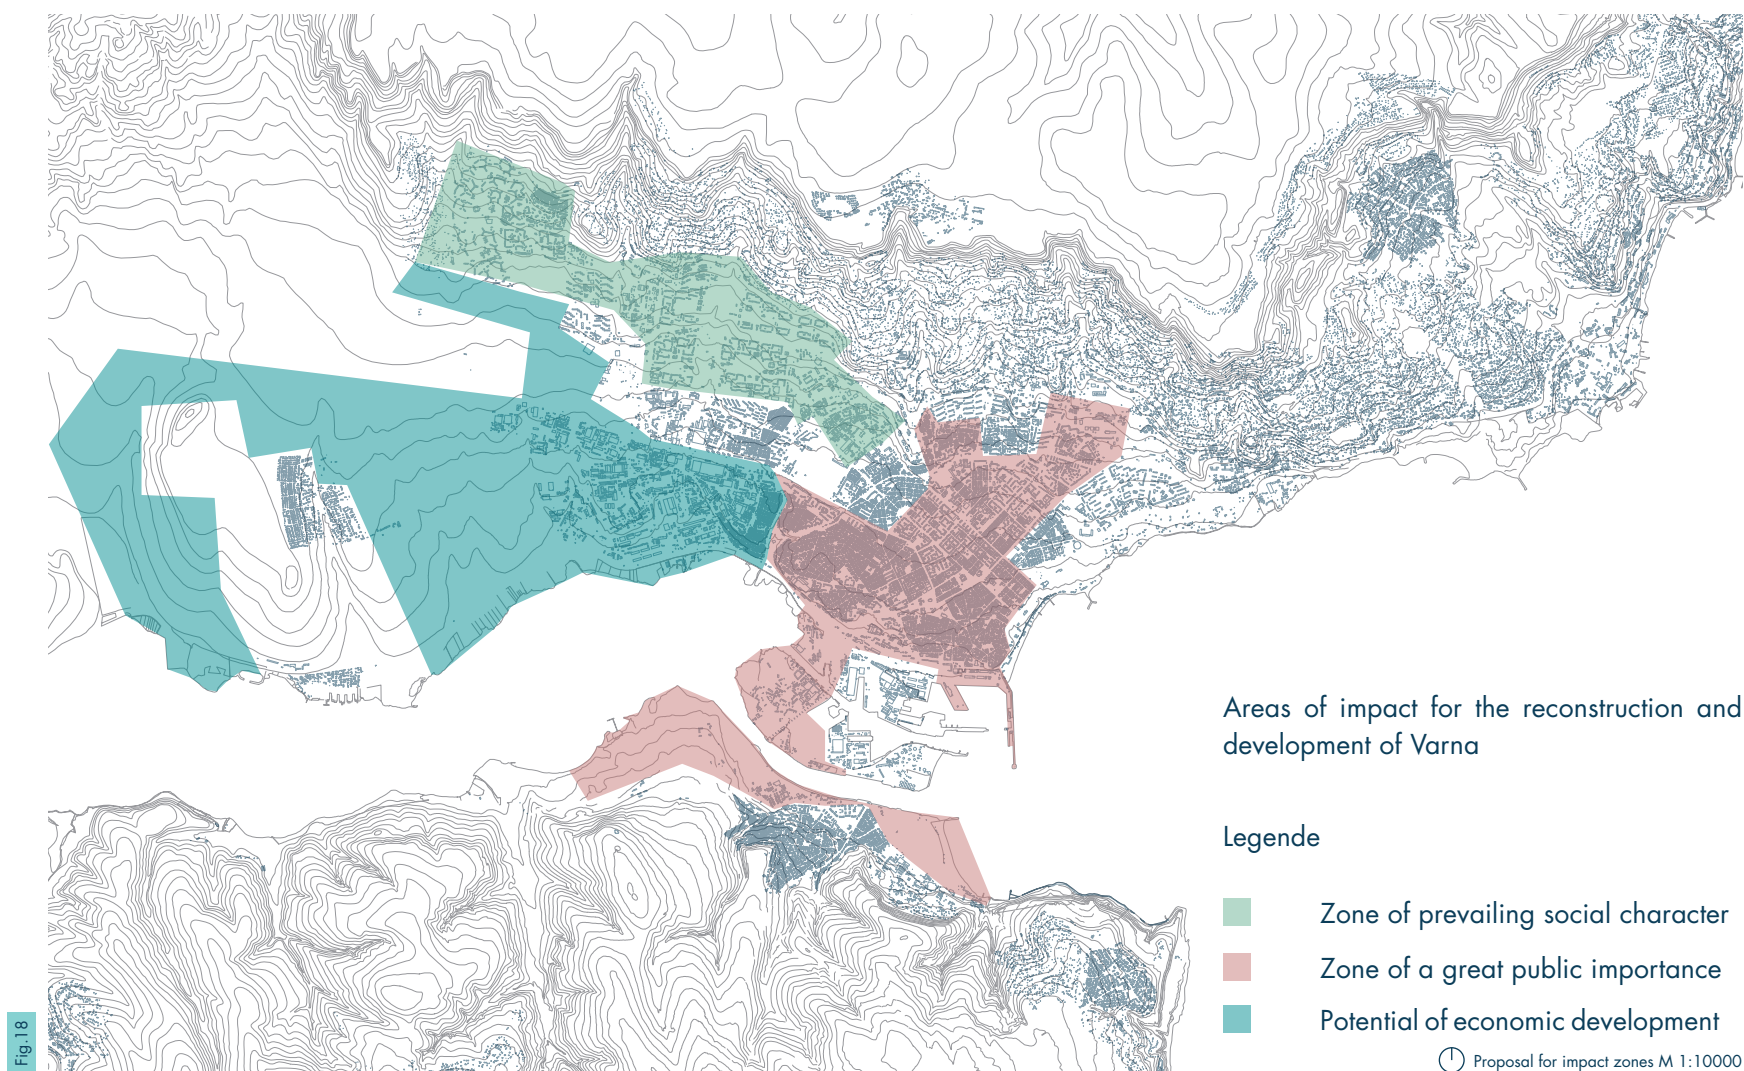 Areas of impact for the reconstruction and
development of Varna
Legende
Zone of prevailing social character
Zone of a great public importance
Potential of economic development
Proposal for impact zones M 1:10000
Fig.18